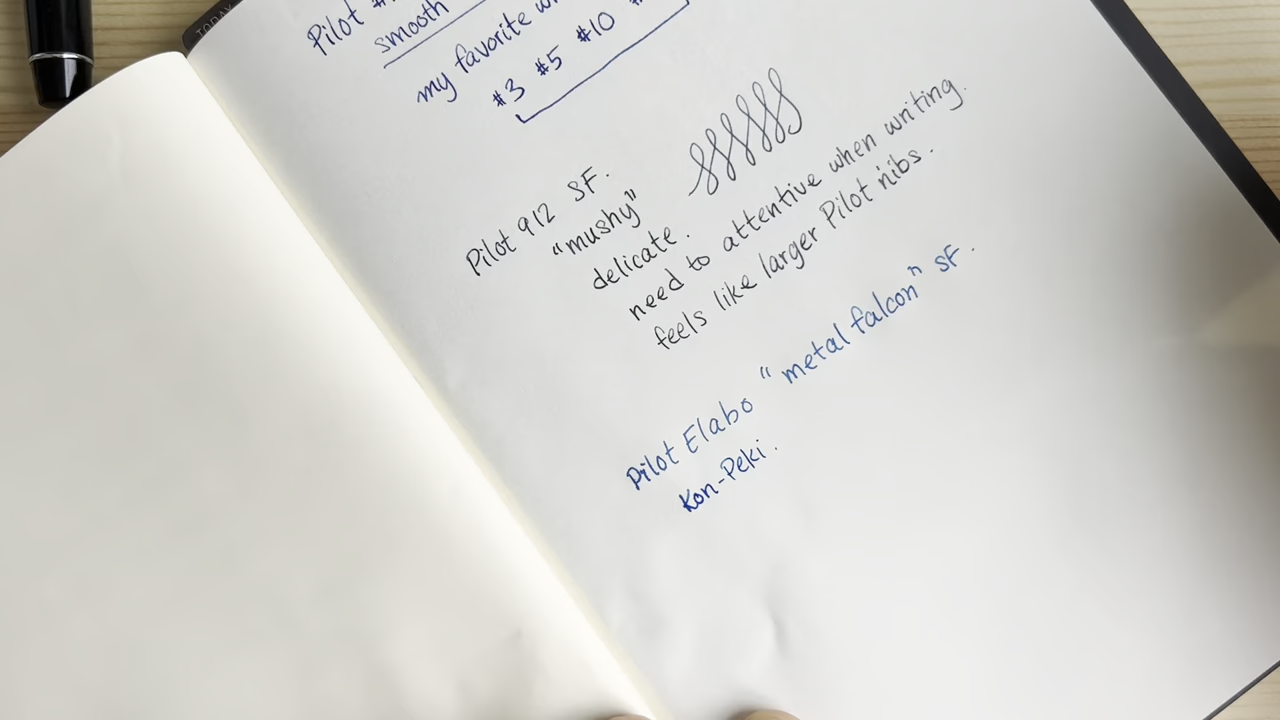 TODAY
Pilot
smooth
my favorite
#3 #5 #10
Pilot 912 SF.
"mushy"
delicate.
need to attentive when writing.
feels like larger Pilot nibs.
Pilot Elabo "metal falcon" SF.
Kon-Peki.